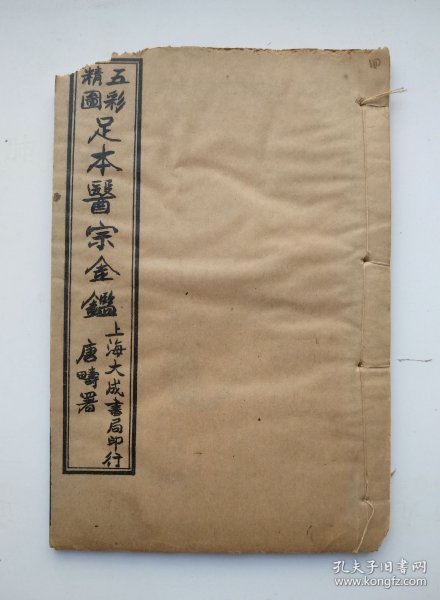 五彩
精圖
足本醫宗金鑑
上海大成書局印行
唐疇署
孔夫子旧书网
www.kongfz.com